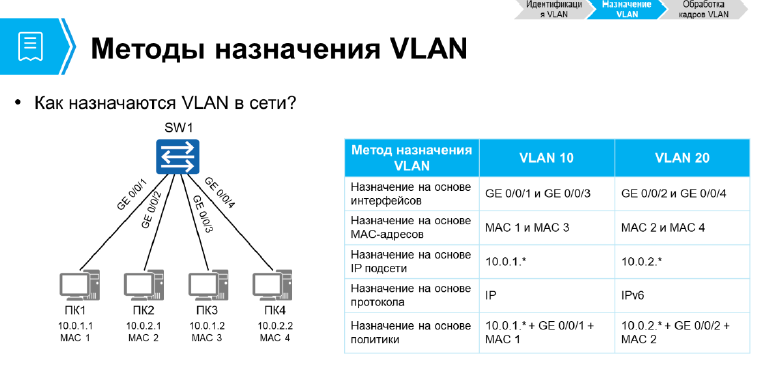 Идентификаци
я VLAN
Назначение
VLAN
Обработка
кадров VLAN
Методы назначения VLAN
• Как назначаются VLAN в сети?
SW1
GE 0/0/1
GE 0/0/2
GE 0/0/3
GE 0/0/4
ПК1
10.0.1.1
MAC 1
ПК2
10.0.2.1
MAC 2
ПК3
10.0.1.2
MAC 3
ПК4
10.0.2.2
MAC 4
Метод назначения
VLAN
VLAN 10
VLAN 20
Назначение на основе
интерфейсов
GE 0/0/1 и GE 0/0/3
GE 0/0/2 и GE 0/0/4
Назначение на основе
MAC-адресов
MAC 1 и MAC 3
MAC 2 и MAC 4
Назначение на основе
IP подсети
10.0.1.*
10.0.2.*
Назначение на основе
протокола
IP
IPv6
Назначение на основе
политики
10.0.1.* + GE 0/0/1 +
MAC 1
10.0.2.* + GE 0/0/2 +
MAC 2